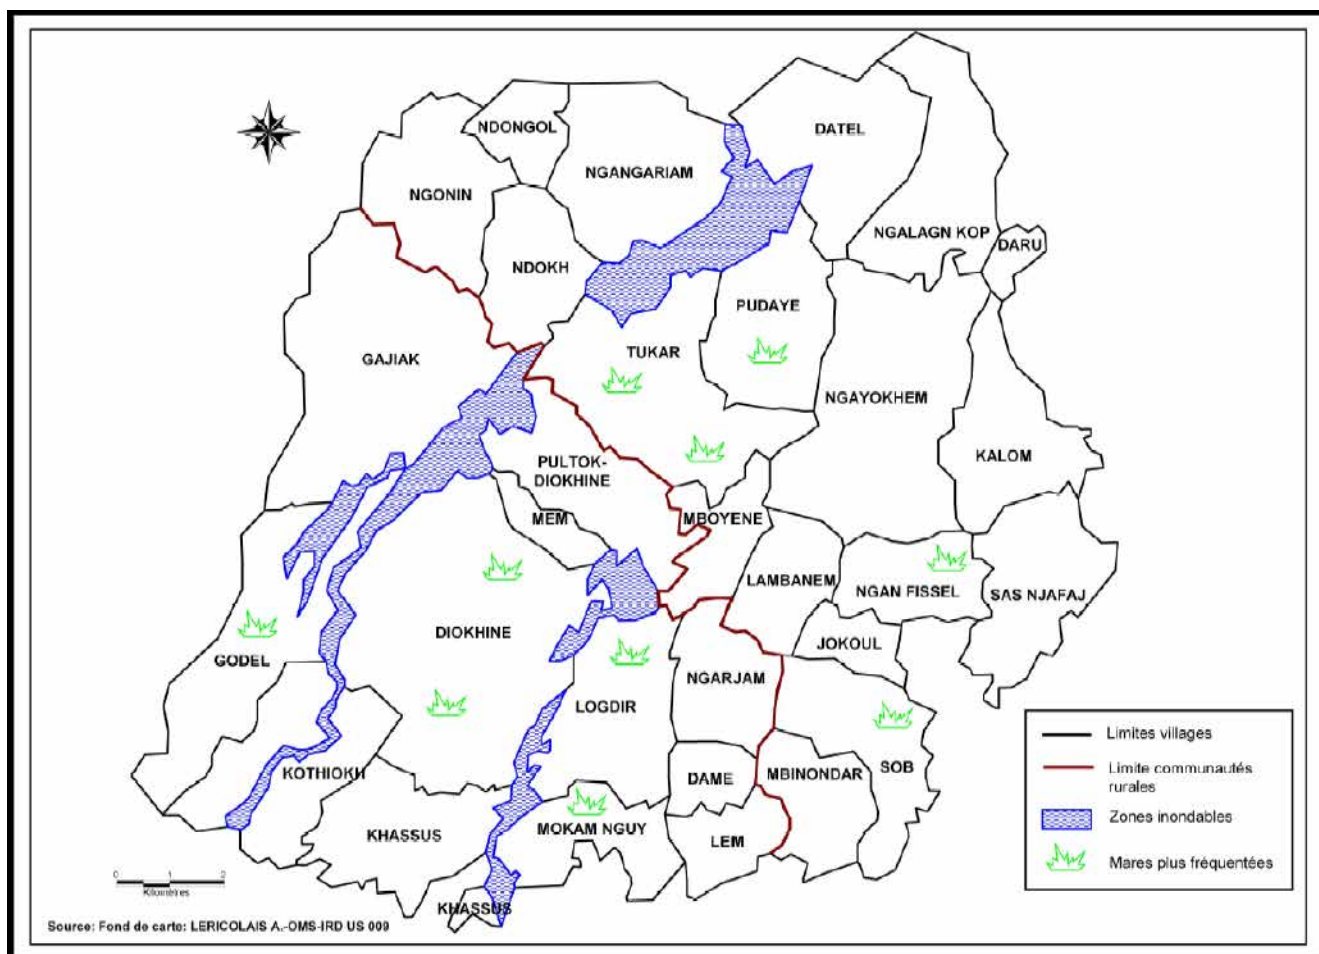 NDONGOL
DATEL
NGANGARIAM
NGONIN
NGALAGN KOP
DARU
NDOKH
PUDAYE
TUKAR
GAJIAK
NGAYOKHEM
KALOM
PULTOK-
DIOKHINE
MEM
MBOYENE
LAMBANEM
NGAN FISSEL
SAS NJAFAJ
DIOKHINE
JOKOUL
GODEL
NGARJAM
LOGDIR
SOB
KOTHIOKH
DAME
MBINONDAR
KHASSUS
MOKAM NGUY
LEM
KHASSUS
Limites villages
Limite communautés
rurales
Zones inondables
Mares plus fréquentées
0 1 2
Kilomètres
Source: Fond de carte: LERICOLAIS A.-OMS-IRD US 009